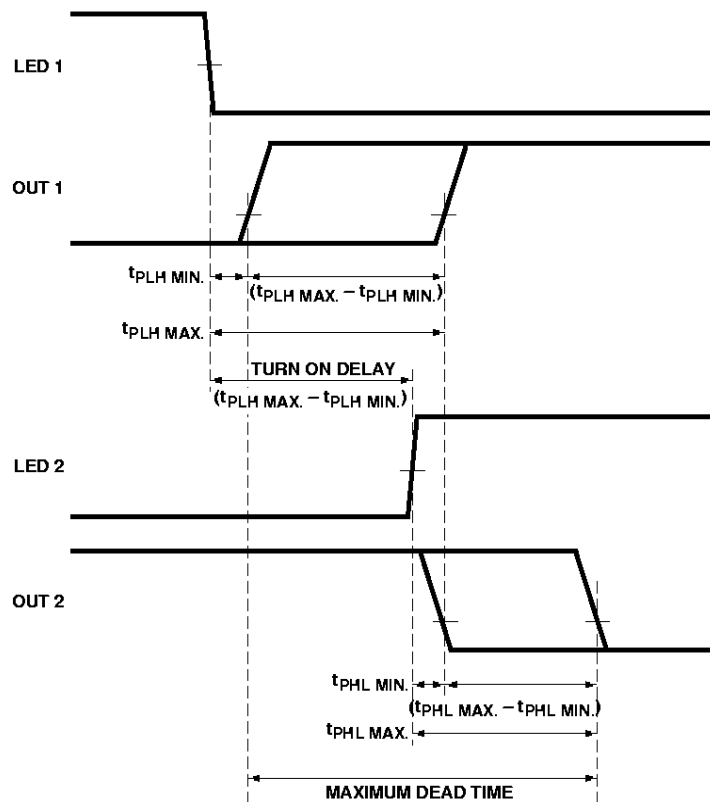 LED 1
OUT 1
tPLH MIN.
(tPLH MAX. – tPLH MIN.)
tPLH MAX.
TURN ON DELAY
(tPLH MAX. – tPLH MIN.)
LED 2
OUT 2
tPHL MIN.
(tPHL MAX. – tPHL MIN.)
tPHL MAX.
MAXIMUM DEAD TIME